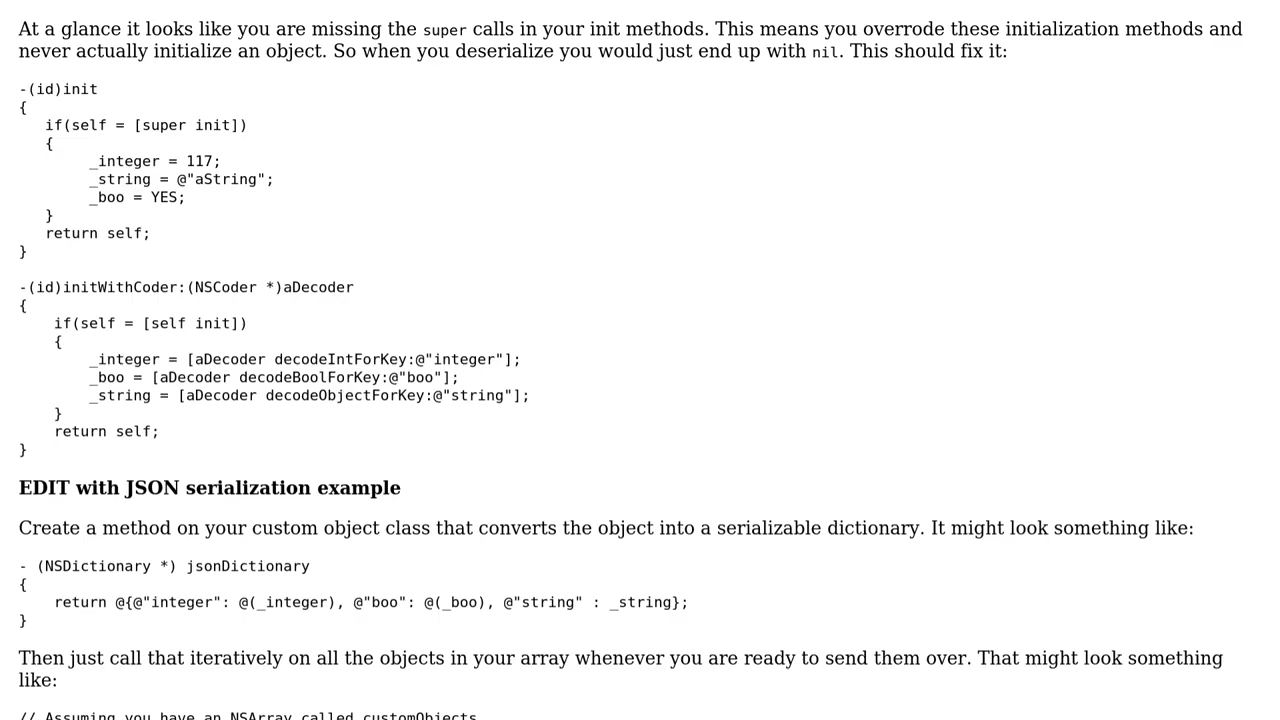 At a glance it looks like you are missing the super calls in your init methods. This means you overrode these initialization methods and
never actually initialize an object. So when you deserialize you would just end up with nil. This should fix it:
-(id)init
{
   if(self = [super init])
   {
        _integer = 117;
        _string = @"aString";
        _boo = YES;
   }
   return self;
}
-(id)initWithCoder:(NSCoder *)aDecoder
{
    if(self = [self init])
    {
        _integer = [aDecoder decodeIntForKey:@"integer"];
        _boo = [aDecoder decodeBoolForKey:@"boo"];
        _string = [aDecoder decodeObjectForKey:@"string"];
    }
    return self;
}
EDIT with JSON serialization example
Create a method on your custom object class that converts the object into a serializable dictionary. It might look something like:
- (NSDictionary *) jsonDictionary
{
    return @{@"integer": @(_integer), @"boo": @(_boo), @"string" : _string};
}
Then just call that iteratively on all the objects in your array whenever you are ready to send them over. That might look something
like:
// Assuming you have an NSArray called customObjects